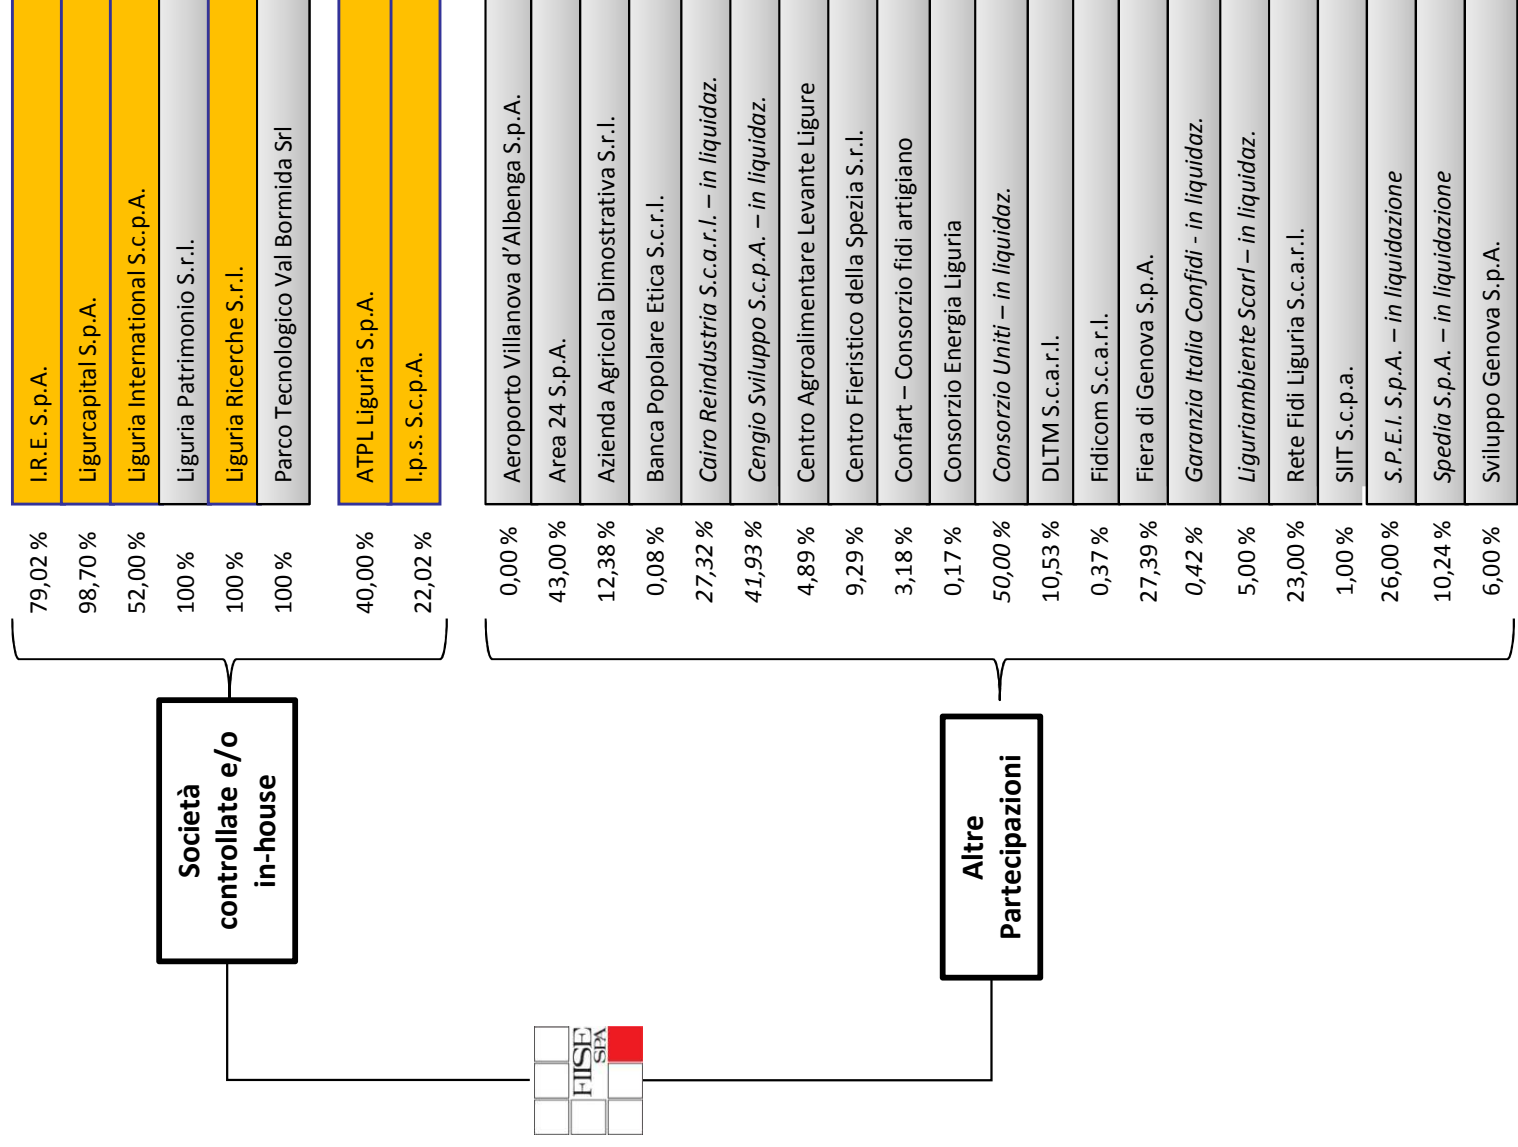 FILSE
SPA
Società
controllate e/o
in-house
79,02 % I.R.E. S.p.A.
98,70 % Ligurcapital S.p.A.
52,00 % Liguria International S.c.p.A.
100 % Liguria Patrimonio S.r.l.
100 % Liguria Ricerche S.r.l.
100 % Parco Tecnologico Val Bormida Srl
40,00 % ATPL Liguria S.p.A.
22,02 % I.p.s. S.c.p.A.
Altre
Partecipazioni
0,00 % Aeroporto Villanova d’Albenga S.p.A.
43,00 % Area 24 S.p.A.
12,38 % Azienda Agricola Dimostrativa S.r.l.
0,08 % Banca Popolare Etica S.c.r.l.
27,32 % Cairo Reindustria S.c.a.r.l. – in liquidaz.
41,93 % Cengio Sviluppo S.c.p.A. – in liquidaz.
4,89 % Centro Agroalimentare Levante Ligure
9,29 % Centro Fieristico della Spezia S.r.l.
3,18 % Confart – Consorzio fidi artigiano
0,17 % Consorzio Energia Liguria
50,00 % Consorzio Uniti – in liquidaz.
10,53 % DLTM S.c.a.r.l.
0,37 % Fidicom S.c.a.r.l.
27,39 % Fiera di Genova S.p.A.
0,42 % Garanzia Italia Confidi - in liquidaz.
5,00 % Liguriambiente Scarl – in liquidaz.
23,00 % Rete Fidi Liguria S.c.a.r.l.
1,00 % SIIT S.c.p.a.
26,00 % S.P.E.I. S.p.A. – in liquidazione
10,24 % Spedia S.p.A. – in liquidazione
6,00 % Sviluppo Genova S.p.A.